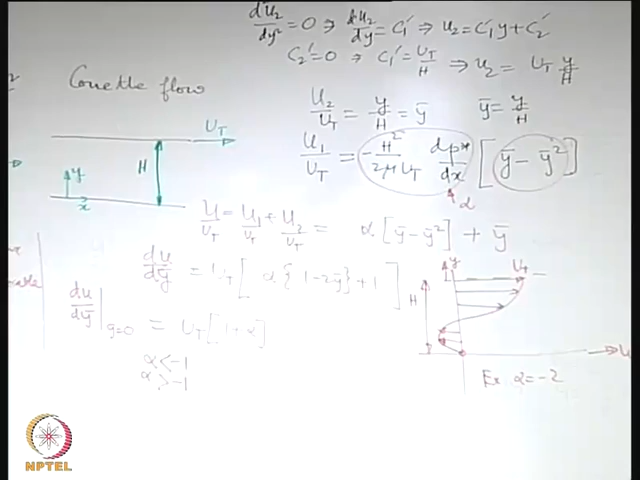 d²u₂/dy² = 0 ⇒ du₂/dy = C₁' ⇒ u₂ = C₁'y + C₂'
C₂' = 0 ⇒ C₁' = U_T/H ⇒ u₂ = U_T y/H
Couette flow
u₂/U_T = y/H = ȳ
ȳ = y/H
U_T
H
y
x
u₁/U_T = -H²/2μU_T dp*/dx [ȳ - ȳ²]
α
u/U_T = u₁/U_T + u₂/U_T = α[ȳ - ȳ²] + ȳ
du/dȳ = U_T [α{1 - 2ȳ} + 1]
du/dȳ|y=0 = U_T [1 + α]
α < -1
α > -1
y
U_T
H
u
Ex α = -2
NPTEL